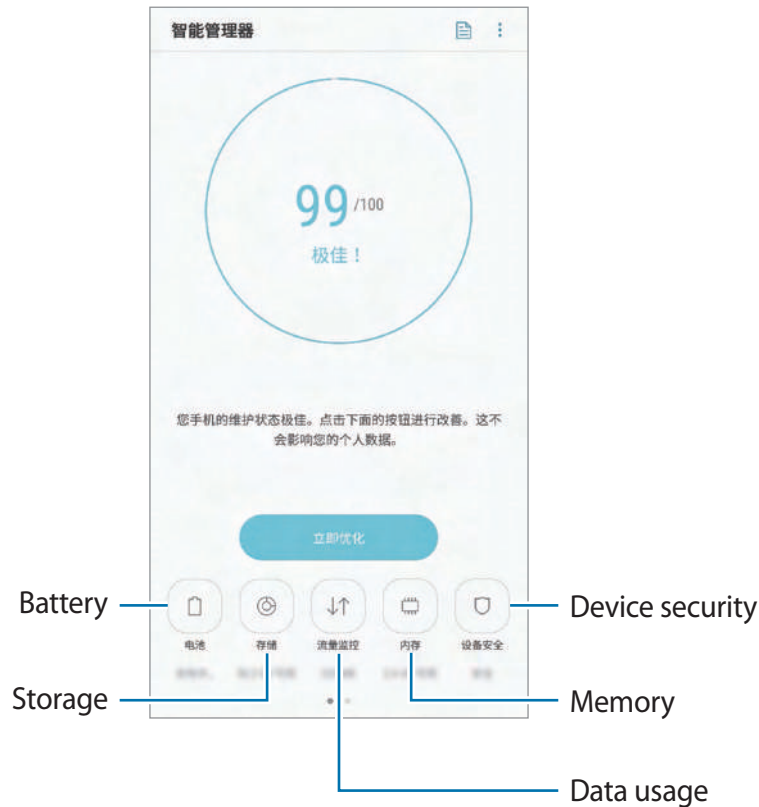 智能管理器
99 /100
极佳！
您手机的维护状态极佳。点击下面的按钮进行改善。这不
会影响您的个人数据。
立即优化
Battery
Device security
电池 存储 流量监控 内存 设备安全
Storage
Memory
Data usage